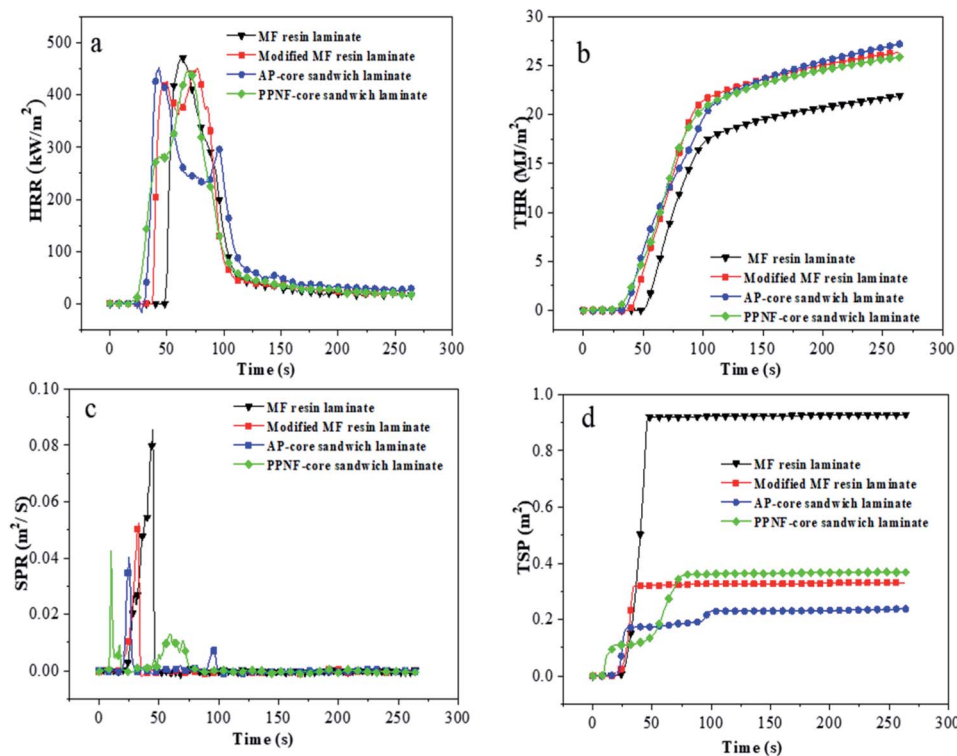 a
MF resin laminate
Modified MF resin laminate
AP-core sandwich laminate
PPNF-core sandwich laminate
HRR (kW/m²)
500
400
300
200
100
0
0 50 100 150 200 250 300
Time (s)
b
THR (MJ/m²)
30
25
20
15
10
5
0
MF resin laminate
Modified MF resin laminate
AP-core sandwich laminate
PPNF-core sandwich laminate
0 50 100 150 200 250 300
Time (s)
c
MF resin laminate
Modified MF resin laminate
AP-core sandwich laminate
PPNF-core sandwich laminate
SPR (m²/ S)
0.10
0.08
0.06
0.04
0.02
0.00
0 50 100 150 200 250 300
Time (s)
d
MF resin laminate
Modified MF resin laminate
AP-core sandwich laminate
PPNF-core sandwich laminate
TSP (m²)
1.0
0.8
0.6
0.4
0.2
0.0
0 50 100 150 200 250 300
Time (s)